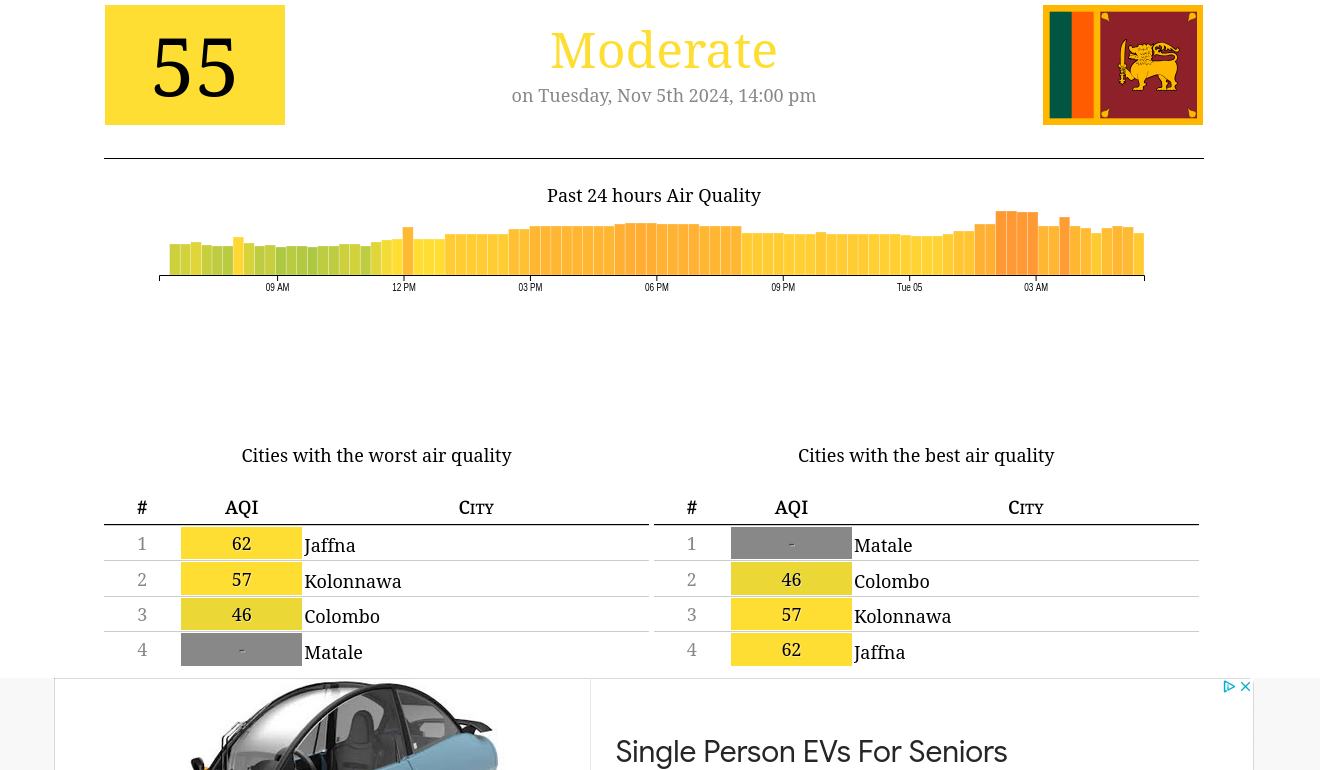 55
Moderate
on Tuesday, Nov 5th 2024, 14:00 pm
Past 24 hours Air Quality
09 AM 12 PM 03 PM 06 PM 09 PM Tue 05 03 AM
Cities with the worst air quality
# AQI City
1 62 Jaffna
2 57 Kolonnawa
3 46 Colombo
4 - Matale
Cities with the best air quality
# AQI City
1 - Matale
2 46 Colombo
3 57 Kolonnawa
4 62 Jaffna
Single Person EVs For Seniors